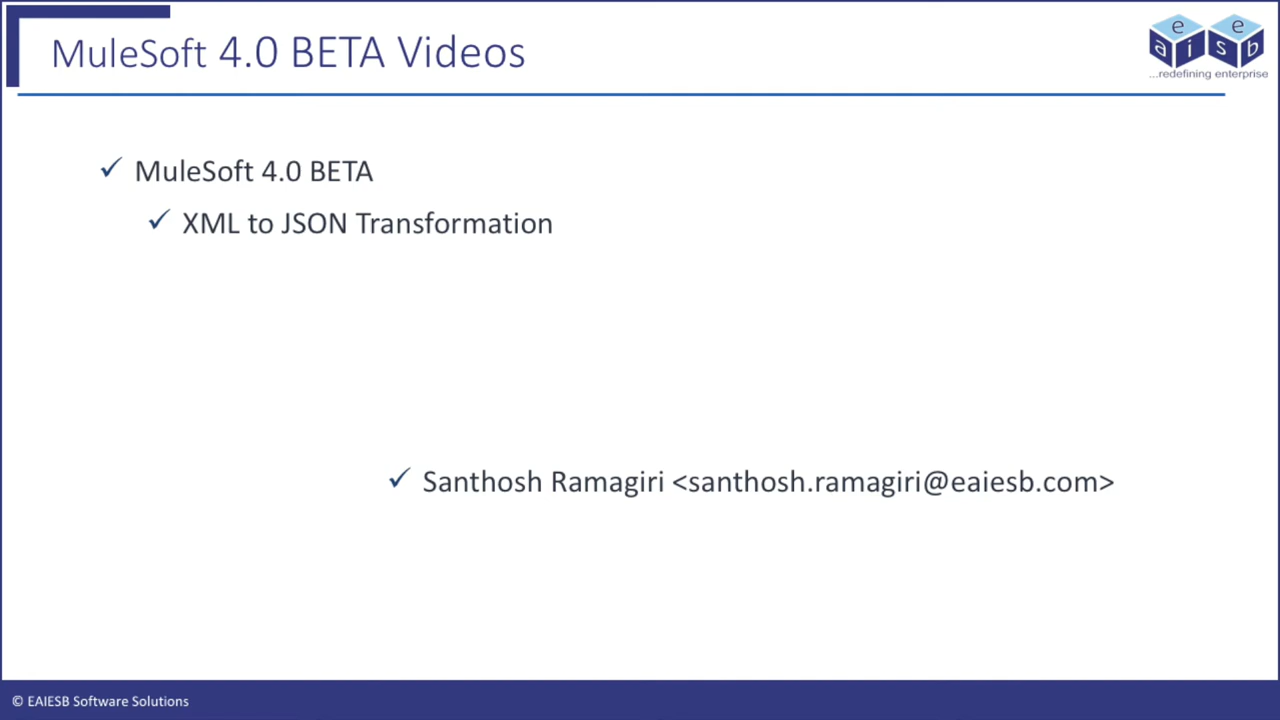 MuleSoft 4.0 BETA Videos
e e
a i s b
...redefining enterprise
✓ MuleSoft 4.0 BETA
✓ XML to JSON Transformation
✓ Santhosh Ramagiri <santhosh.ramagiri@eaiesb.com>
© EAIESB Software Solutions